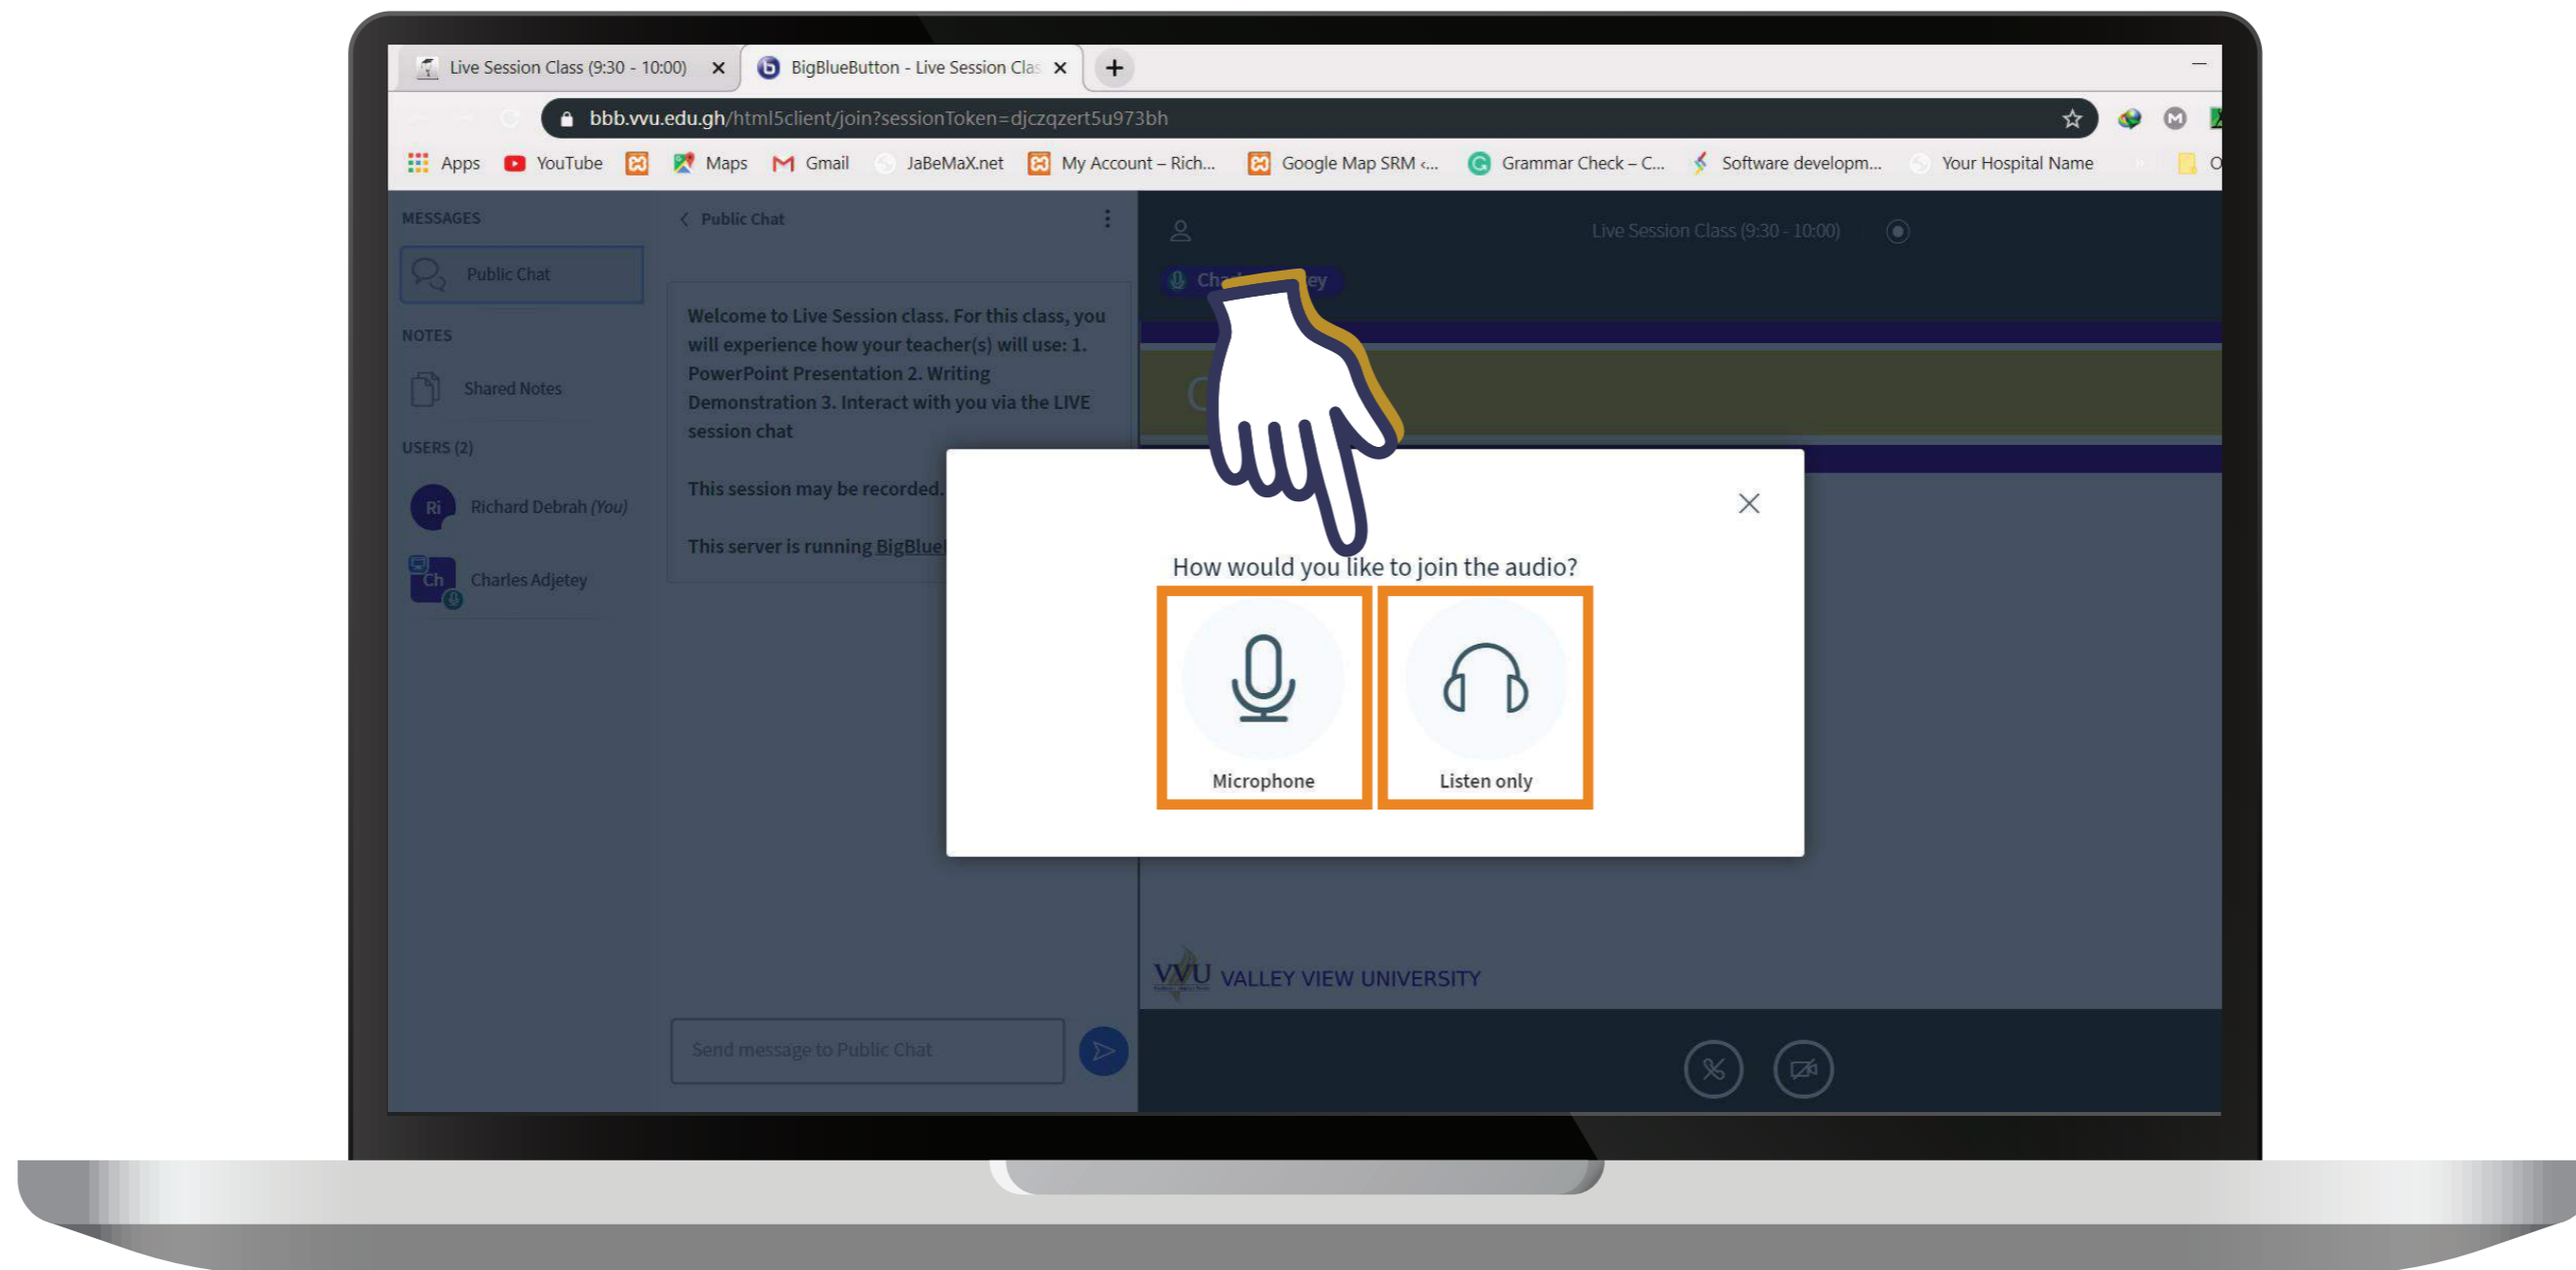 Live Session Class (9:30 - 10:00)
BigBlueButton - Live Session Clas
bbb.vvu.edu.gh/html5client/join?sessionToken=djczqzert5u973bh
Apps YouTube Maps Gmail JaBeMaX.net My Account – Rich... Google Map SRM <... Grammar Check – C... Software developm... Your Hospital Name
MESSAGES
Public Chat
NOTES
Shared Notes
USERS (2)
Ri Richard Debrah (You)
Ch Charles Adjetey
Public Chat
Welcome to Live Session class. For this class, you
will experience how your teacher(s) will use: 1.
PowerPoint Presentation 2. Writing
Demonstration 3. Interact with you via the LIVE
session chat
This session may be recorded.
This server is running BigBlue
Send message to Public Chat
Live Session Class (9:30 - 10:00)
How would you like to join the audio?
Microphone
Listen only
VVU VALLEY VIEW UNIVERSITY